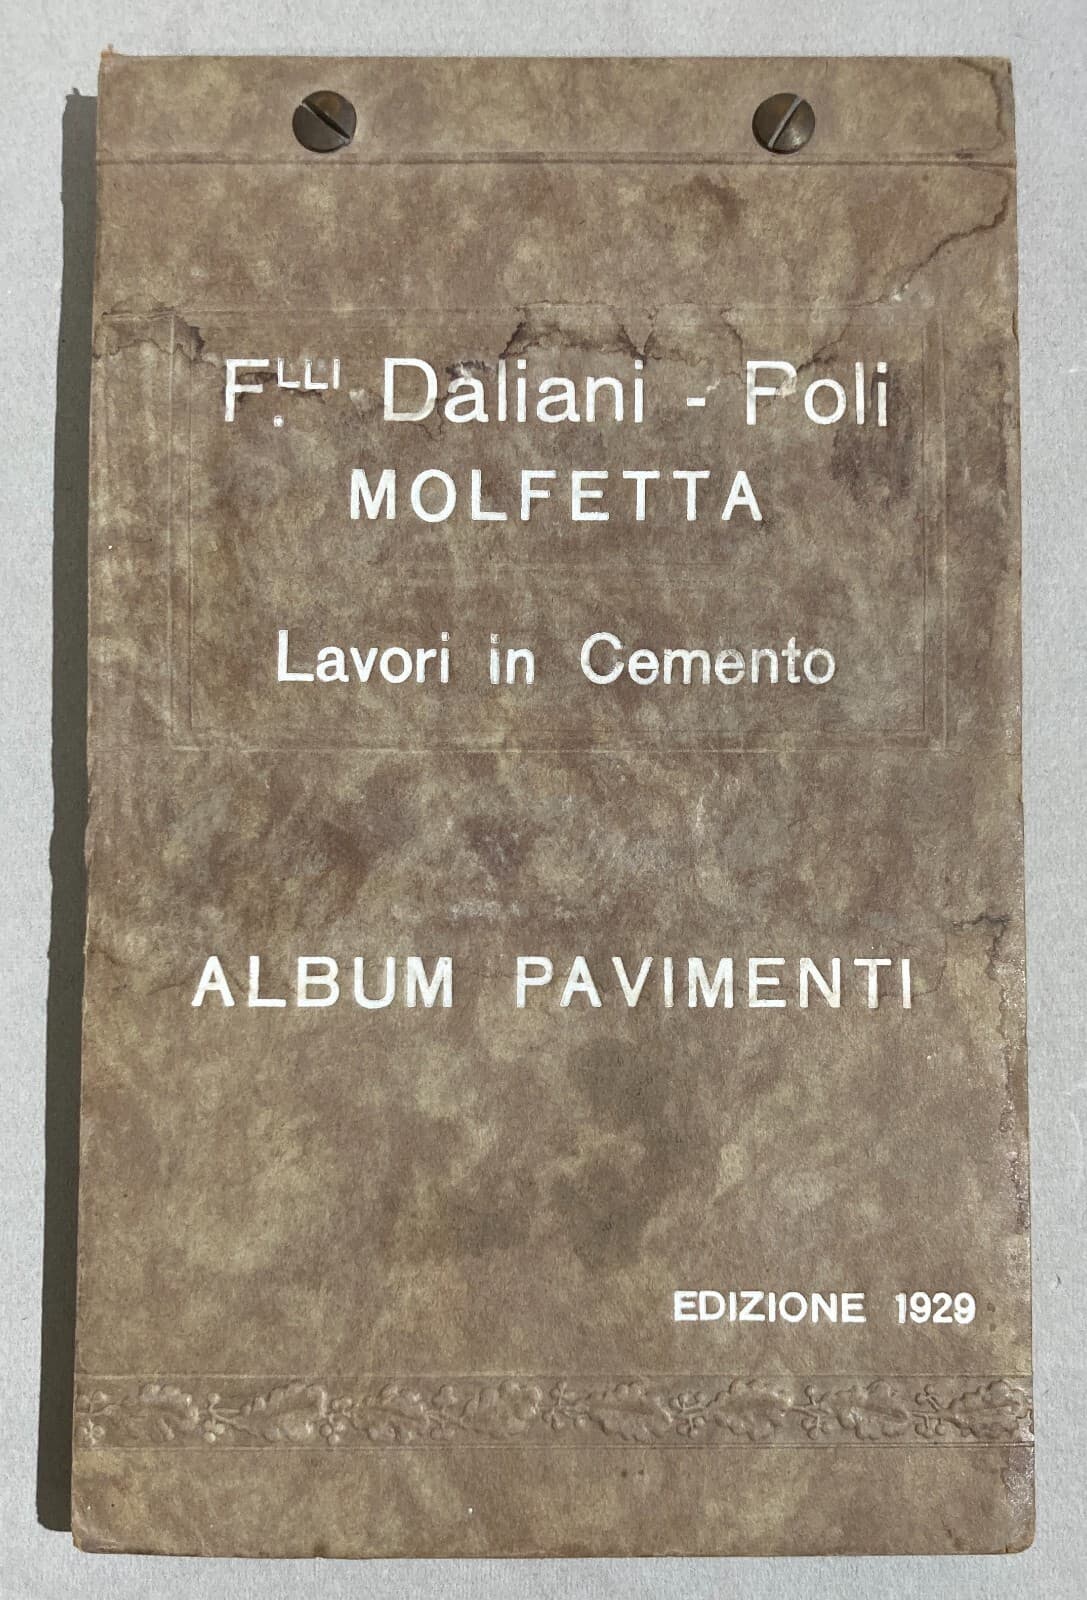 F.LLI Daliani - Poli
MOLFETTA
Lavori in Cemento
ALBUM PAVIMENTI
EDIZIONE 1929